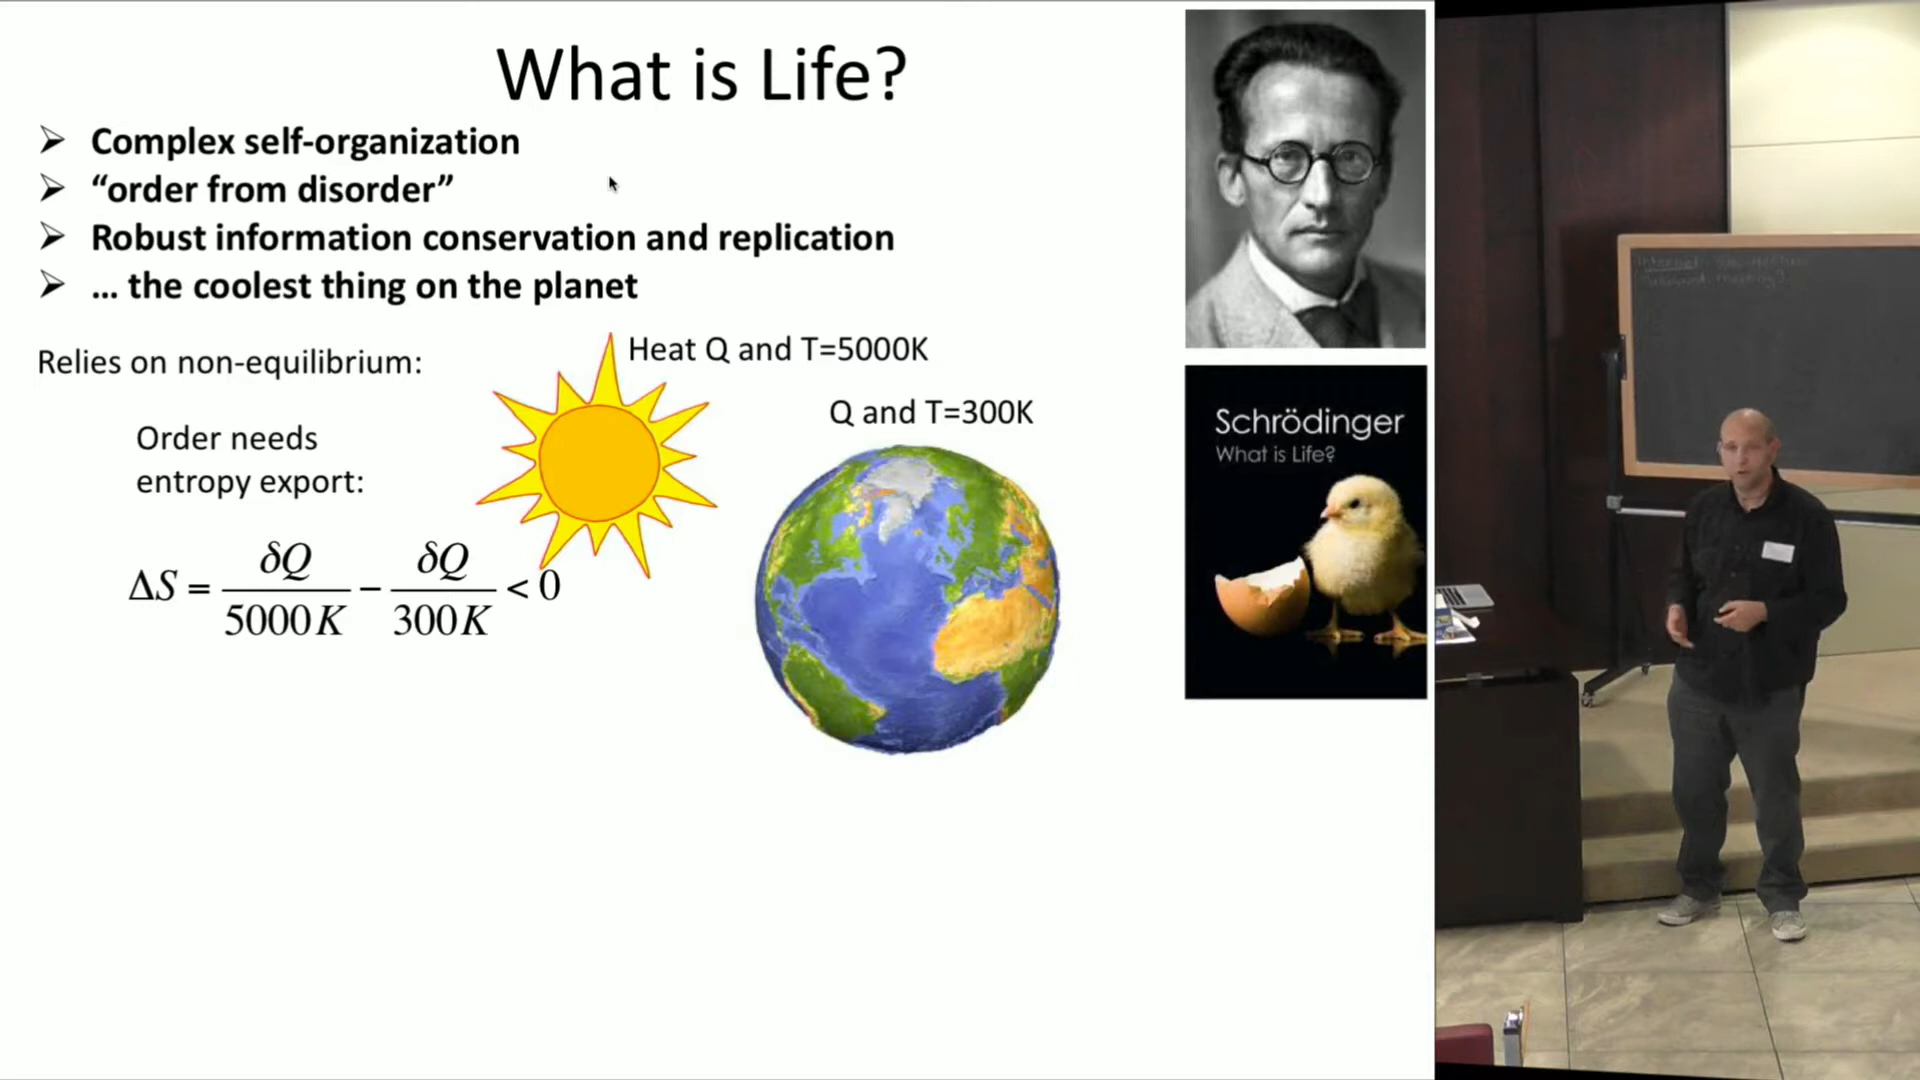 What is Life?
➢ Complex self-organization
➢ “order from disorder”
➢ Robust information conservation and replication
➢ ... the coolest thing on the planet
Relies on non-equilibrium:
Heat Q and T=5000K
Q and T=300K
Order needs
entropy export:
ΔS = δQ/5000K − δQ/300K < 0
Schrödinger
What is Life?
Internet: